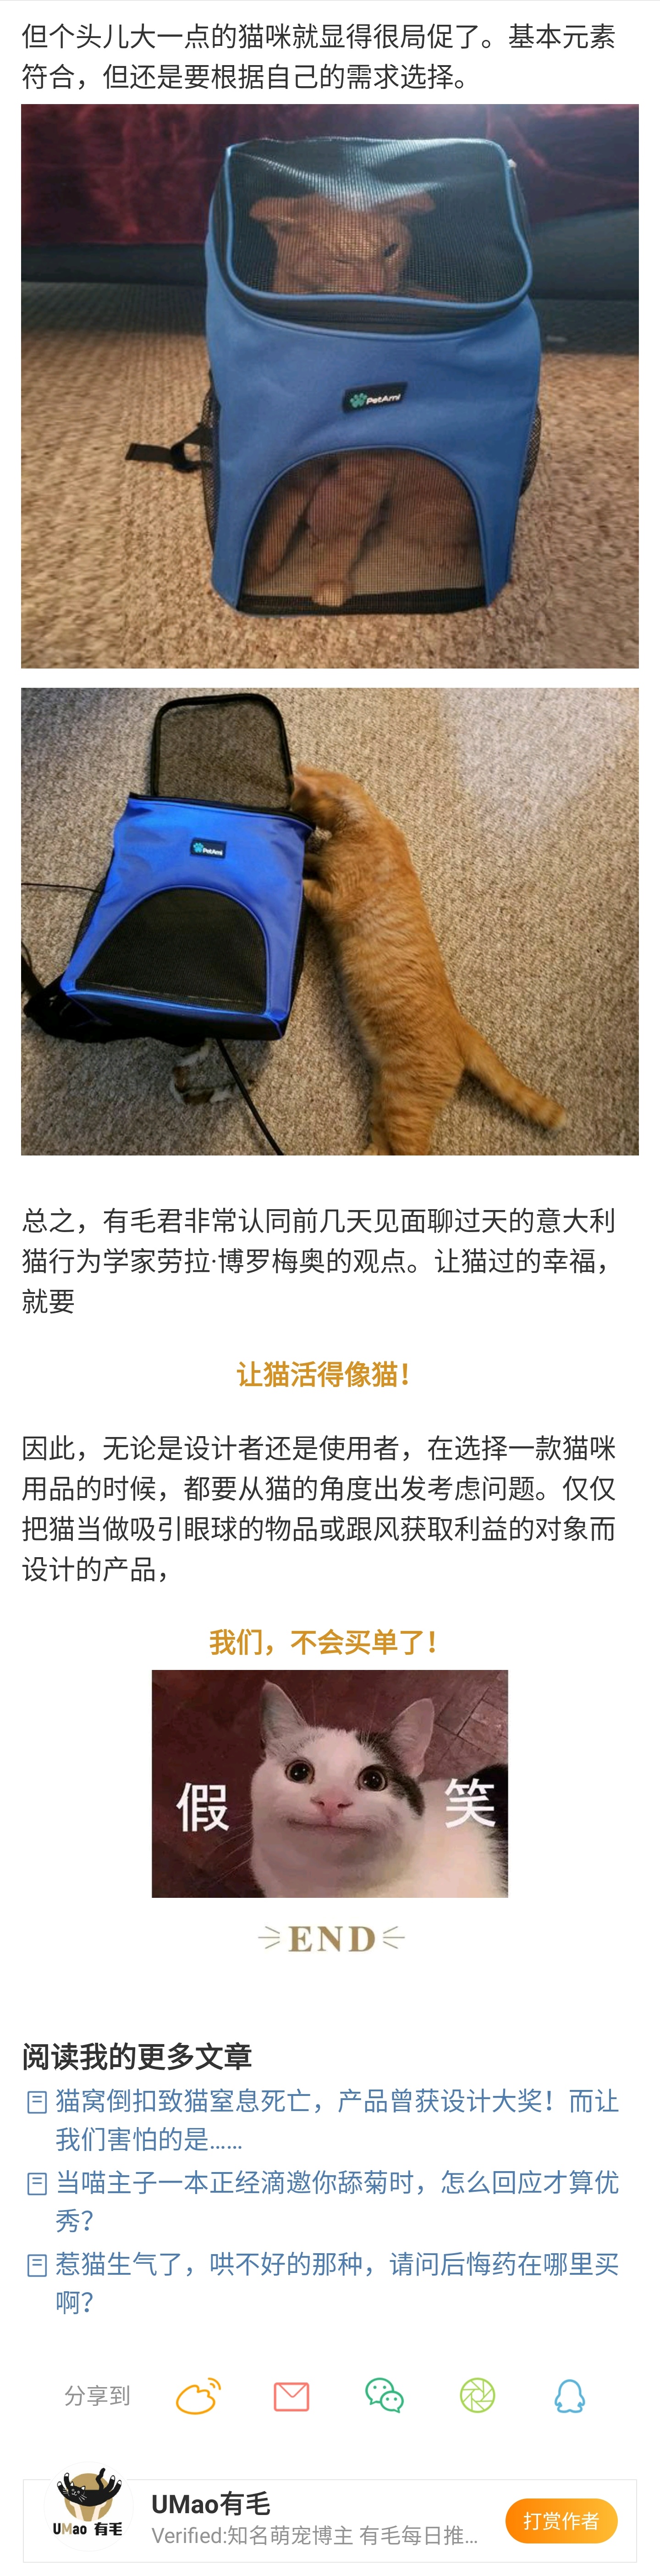 但个头儿大一点的猫咪就显得很局促了。基本元素
符合，但还是要根据自己的需求选择。
PetAmi
PetAmi
总之，有毛君非常认同前几天见面聊过天的意大利
猫行为学家劳拉·博罗梅奥的观点。让猫过的幸福，
就要
让猫活得像猫！
因此，无论是设计者还是使用者，在选择一款猫咪
用品的时候，都要从猫的角度出发考虑问题。仅仅
把猫当做吸引眼球的物品或跟风获取利益的对象而
设计的产品，
我们，不会买单了！
假 笑
END
阅读我的更多文章
猫窝倒扣致猫窒息死亡，产品曾获设计大奖！而让
我们害怕的是……
当喵主子一本正经滴邀你舔菊时，怎么回应才算优
秀？
惹猫生气了，哄不好的那种，请问后悔药在哪里买
啊？
分享到
UMao 有毛
UMao有毛
Verified:知名萌宠博主 有毛每日推...
打赏作者